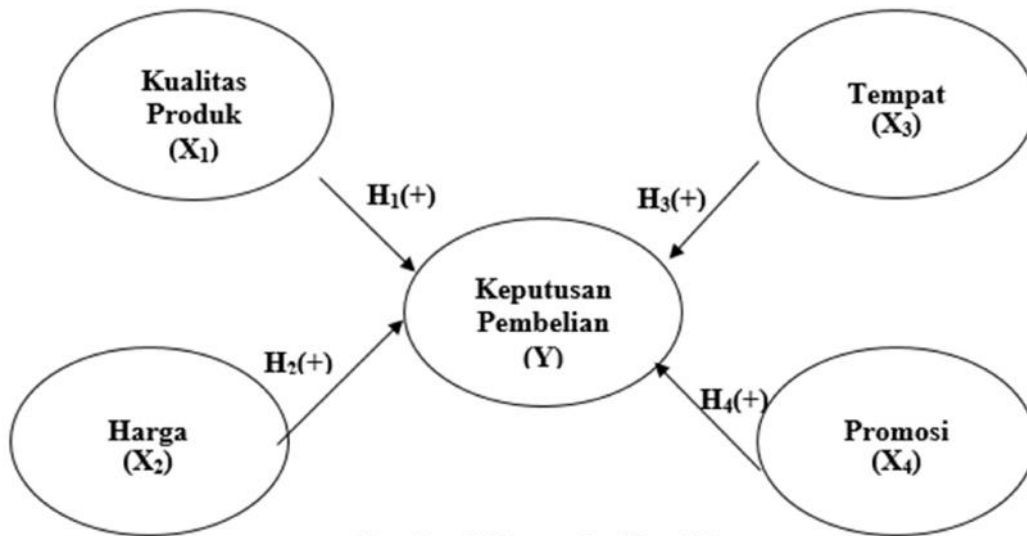 Kualitas
Produk
(X₁)
Tempat
(X₃)
H₁(+)
H₃(+)
Keputusan
Pembelian
(Y)
H₂(+)
H₄(+)
Harga
(X₂)
Promosi
(X₄)